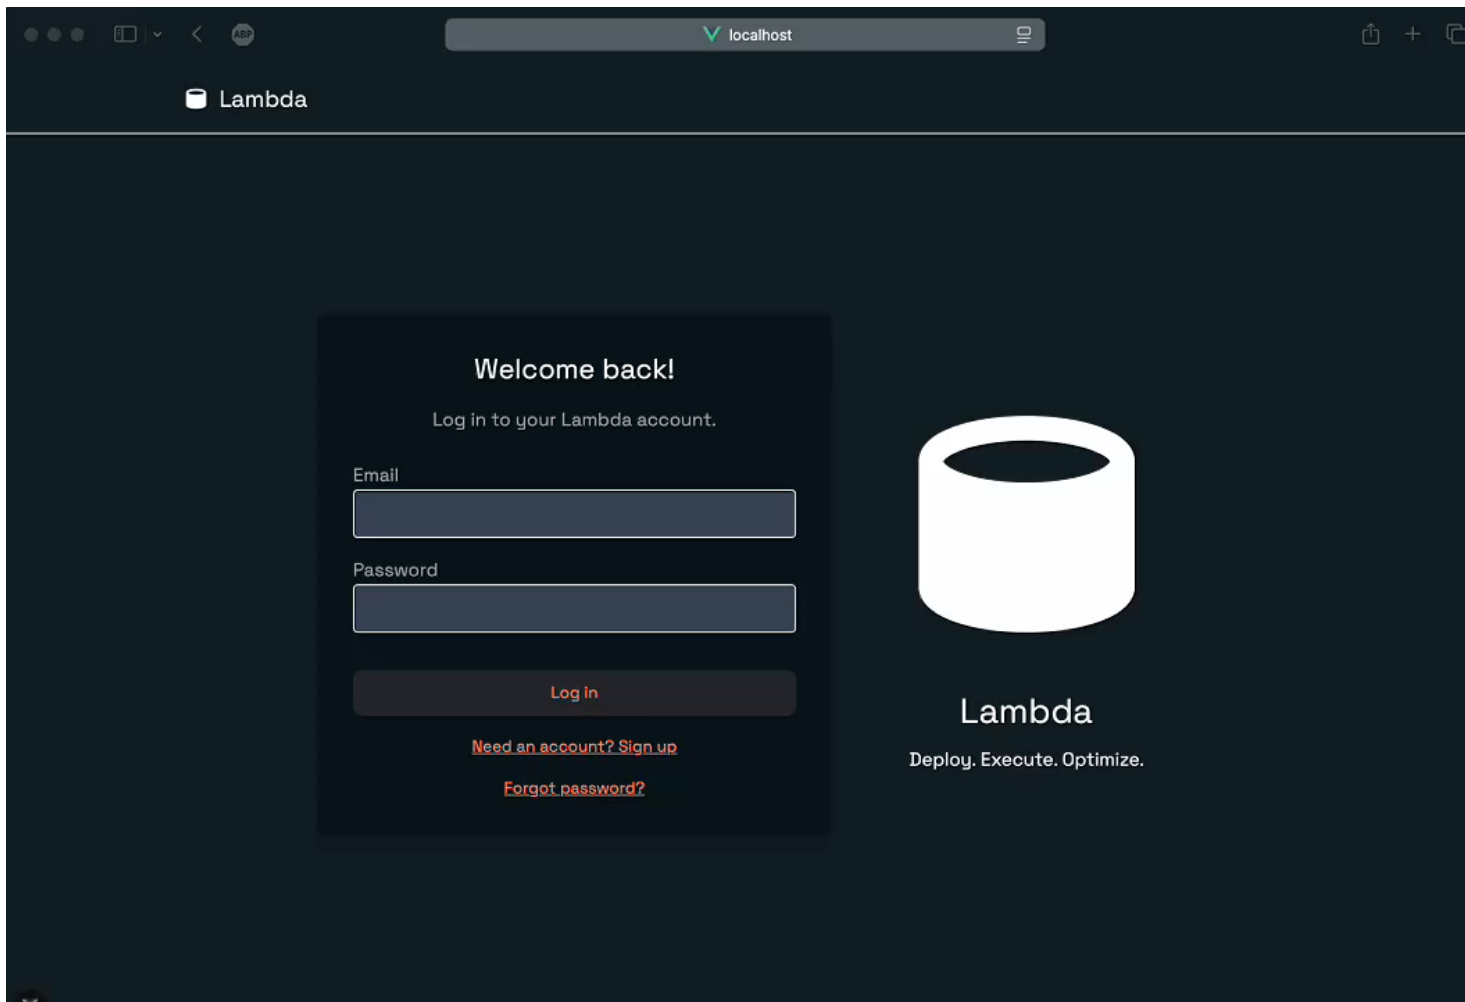 ABP
localhost
Lambda
Welcome back!
Log in to your Lambda account.
Email
Password
Log in
Need an account? Sign up
Forgot password?
Lambda
Deploy. Execute. Optimize.